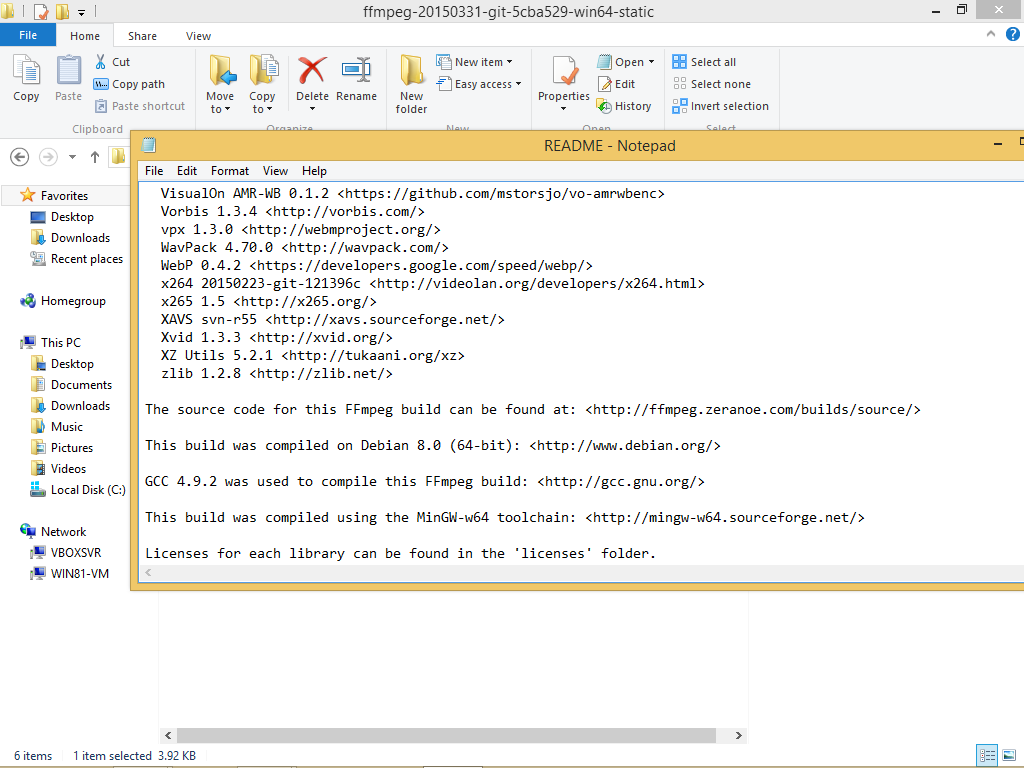 ffmpeg-20150331-git-5cba529-win64-static
File Home Share View
Copy
Paste
Cut
Copy path
Paste shortcut
Clipboard
Move to
Copy to
Delete
Rename
Organize
New folder
New item
Easy access
New
Properties
Open
Edit
History
Open
Select all
Select none
Invert selection
Select
Favorites
Desktop
Downloads
Recent places
Homegroup
This PC
Desktop
Documents
Downloads
Music
Pictures
Videos
Local Disk (C:)
Network
VBOXSVR
WIN81-VM
README - Notepad
File Edit Format View Help
VisualOn AMR-WB 0.1.2 <https://github.com/mstorsjo/vo-amrwbenc>
Vorbis 1.3.4 <http://vorbis.com/>
vpx 1.3.0 <http://webmproject.org/>
WavPack 4.70.0 <http://wavpack.com/>
WebP 0.4.2 <https://developers.google.com/speed/webp/>
x264 20150223-git-121396c <http://videolan.org/developers/x264.html>
x265 1.5 <http://x265.org/>
XAVS svn-r55 <http://xavs.sourceforge.net/>
Xvid 1.3.3 <http://xvid.org/>
XZ Utils 5.2.1 <http://tukaani.org/xz>
zlib 1.2.8 <http://zlib.net/>
The source code for this FFmpeg build can be found at: <http://ffmpeg.zeranoe.com/builds/source/>
This build was compiled on Debian 8.0 (64-bit): <http://www.debian.org/>
GCC 4.9.2 was used to compile this FFmpeg build: <http://gcc.gnu.org/>
This build was compiled using the MinGW-w64 toolchain: <http://mingw-w64.sourceforge.net/>
Licenses for each library can be found in the 'licenses' folder.
6 items 1 item selected 3.92 KB